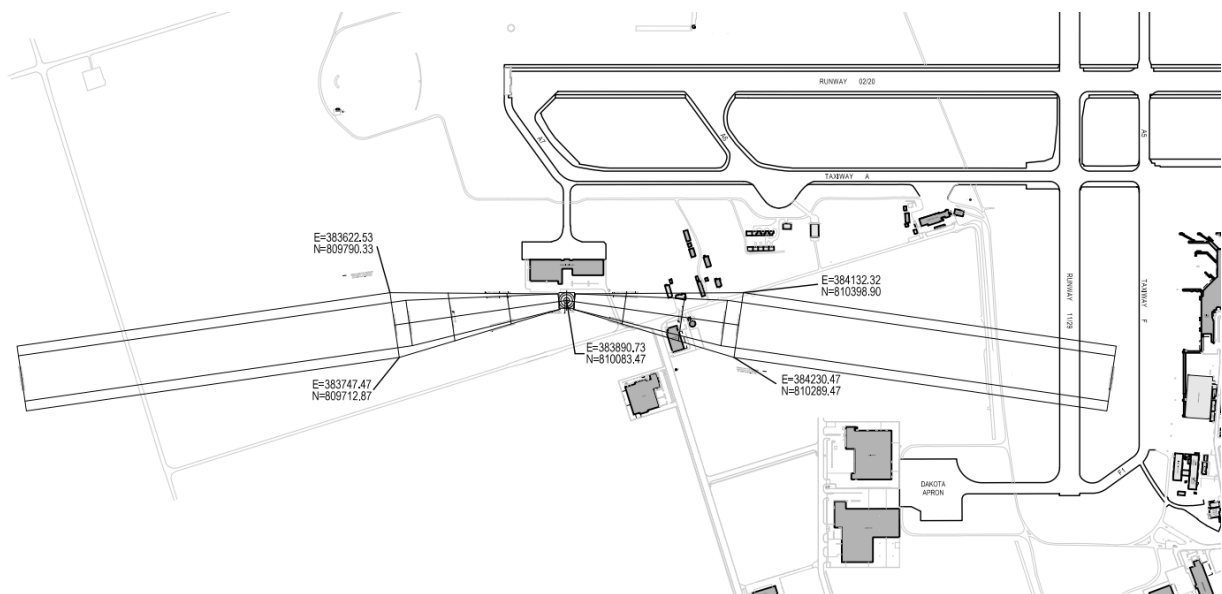 RUNWAY 02/20
A7
A6
A5
TAXIWAY A
E=383622.53
N=809790.33
E=384132.32
N=810398.90
RUNWAY 11/29
TAXIWAY F
E=383890.73
N=810083.47
E=383747.47
N=809712.87
E=384230.47
N=810289.47
F1
DAKOTA
APRON